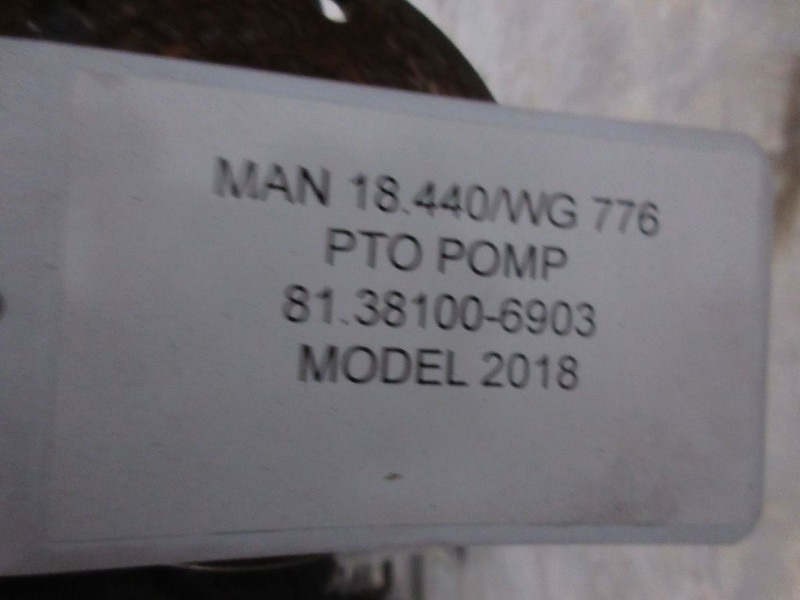 MAN 18.440/WG 776
PTO POMP
81.38100-6903
MODEL 2018